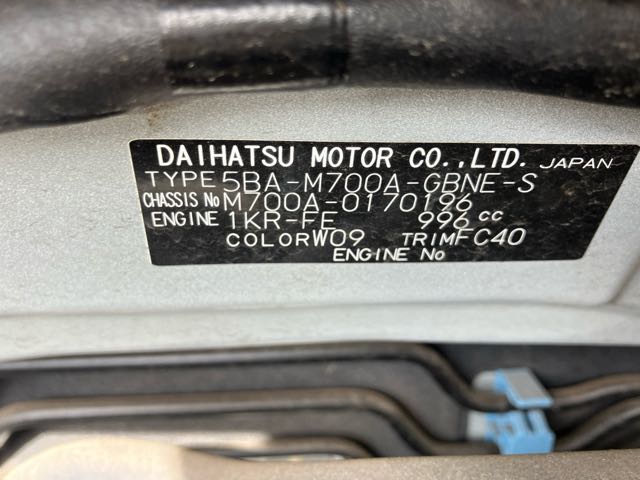 DAIHATSU MOTOR CO.,LTD. JAPAN
TYPE 5BA-M700A-GBNE-S
CHASSIS No M700A-0170196
ENGINE 1KR-FE 996 cc
COLOR W09 TRIM FC40
ENGINE No